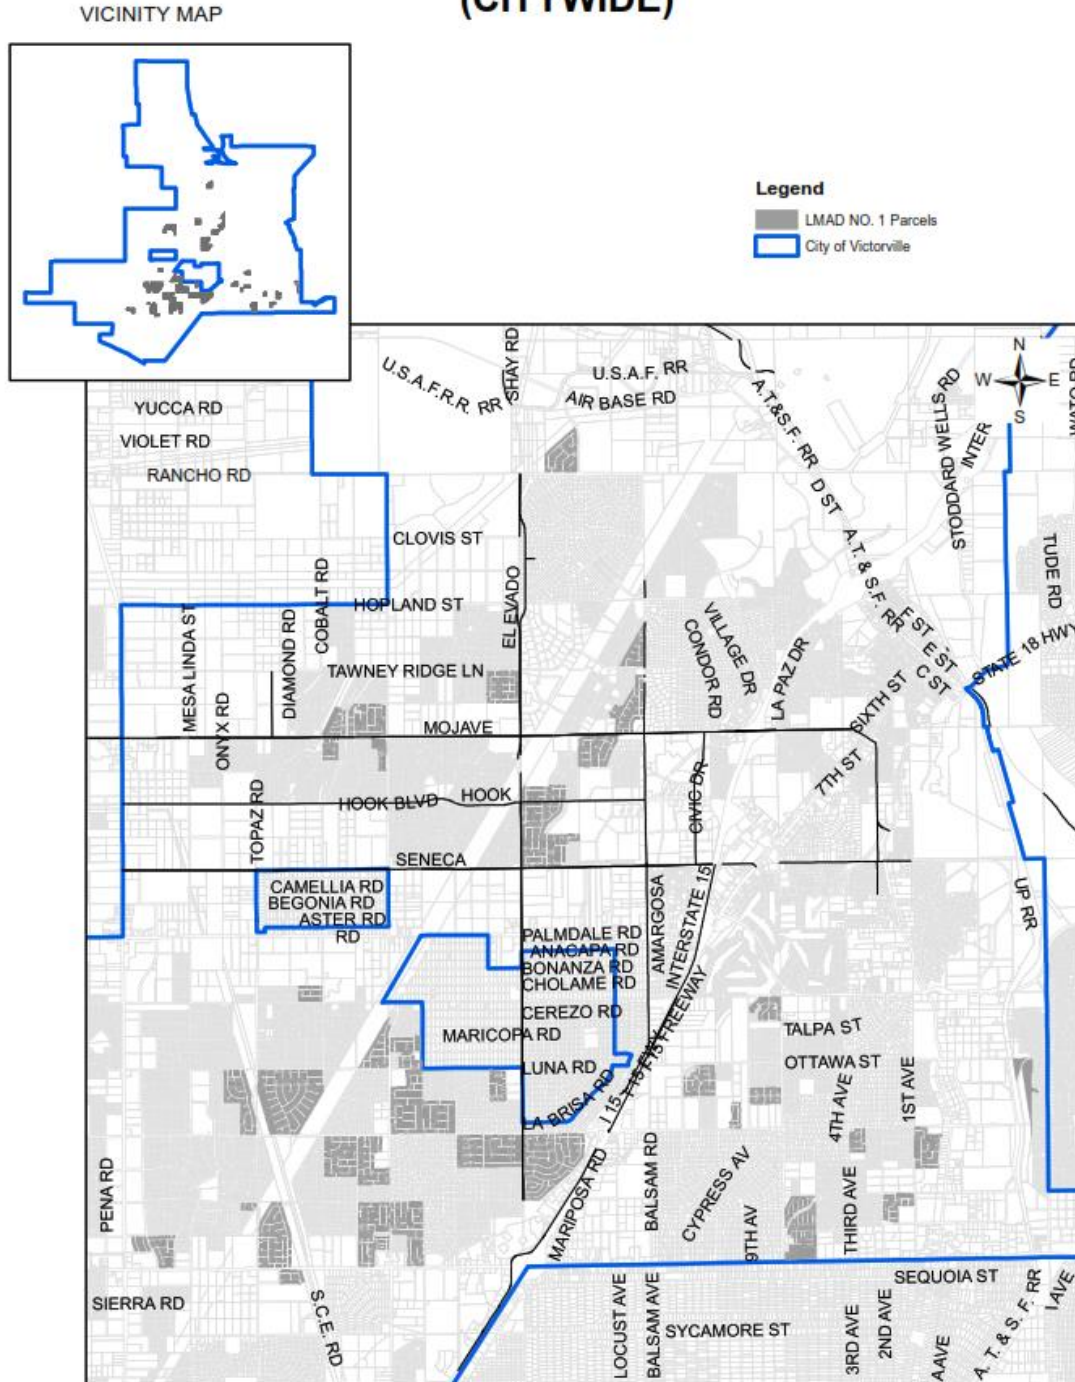 (CITYWIDE)
VICINITY MAP
Legend
LMAD NO. 1 Parcels
City of Victorville
N
W
E
S
SHAY RD
U.S.A.F.R.R. RR
U.S.A.F. RR
AIR BASE RD
A.T.&S.F. RR
D ST
STODDARD WELLS RD
INTER
YUCCA RD
VIOLET RD
RANCHO RD
CLOVIS ST
HOPLAND ST
COBALT RD
EL EVADO
A.T. & S.F. RR
TUDE RD
MESA LINDA ST
DIAMOND RD
TAWNEY RIDGE LN
VILLAGE DR
CONDOR RD
LA PAZ DR
F ST
E ST
C ST
STATE 18 HWY
SIXTH ST
ONYX RD
MOJAVE
7TH ST
CIVIC DR
TOPAZ RD
HOOK BLVD
HOOK
SENECA
CAMELLIA RD
BEGONIA RD
ASTER RD
RD
PALMDALE RD
ANACAPA RD
BONANZA RD
CHOLAME RD
AMARGOSA
INTERSTATE 15
UP RR
CEREZO RD
MARICOPA RD
I-15 FREEWAY
I 15
I-15 FWY
TALPA ST
OTTAWA ST
LUNA RD
LA BRISA RD
4TH AVE
1ST AVE
PENA RD
MARIPOSA RD
BALSAM RD
CYPRESS AV
9TH AV
THIRD AVE
SEQUOIA ST
SIERRA RD
S.C.E. RD
LOCUST AVE
BALSAM AVE
SYCAMORE ST
3RD AVE
2ND AVE
A AVE
A. T. & S. F. RR
I AVE